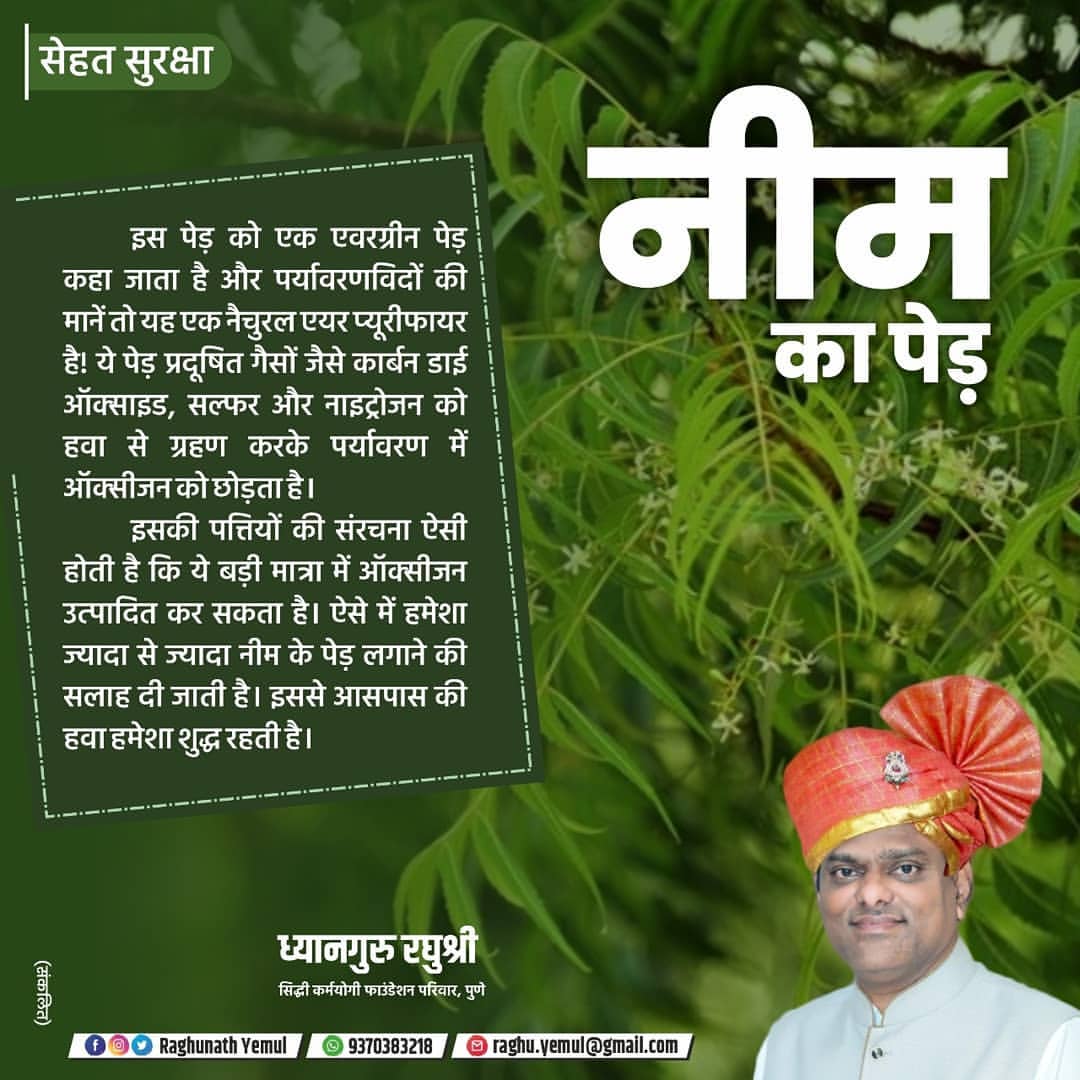 सेहत सुरक्षा
नीम
का पेड़
इस पेड़ को एक एवरग्रीन पेड़
कहा जाता है और पर्यावरणविदों की
मानें तो यह एक नैचुरल एयर प्यूरीफायर
है! ये पेड़ प्रदूषित गैसों जैसे कार्बन डाई
ऑक्साइड, सल्फर और नाइट्रोजन को
हवा से ग्रहण करके पर्यावरण में
ऑक्सीजन को छोड़ता है।
इसकी पत्तियों की संरचना ऐसी
होती है कि ये बड़ी मात्रा में ऑक्सीजन
उत्पादित कर सकता है। ऐसे में हमेशा
ज्यादा से ज्यादा नीम के पेड़ लगाने की
सलाह दी जाती है। इससे आसपास की
हवा हमेशा शुद्ध रहती है।
ध्यानगुरु रघुश्री
सिद्धी कर्मयोगी फाउंडेशन परिवार, पुणे
(संकलित)
Raghunath Yemul
9370383218
raghu.yemul@gmail.com